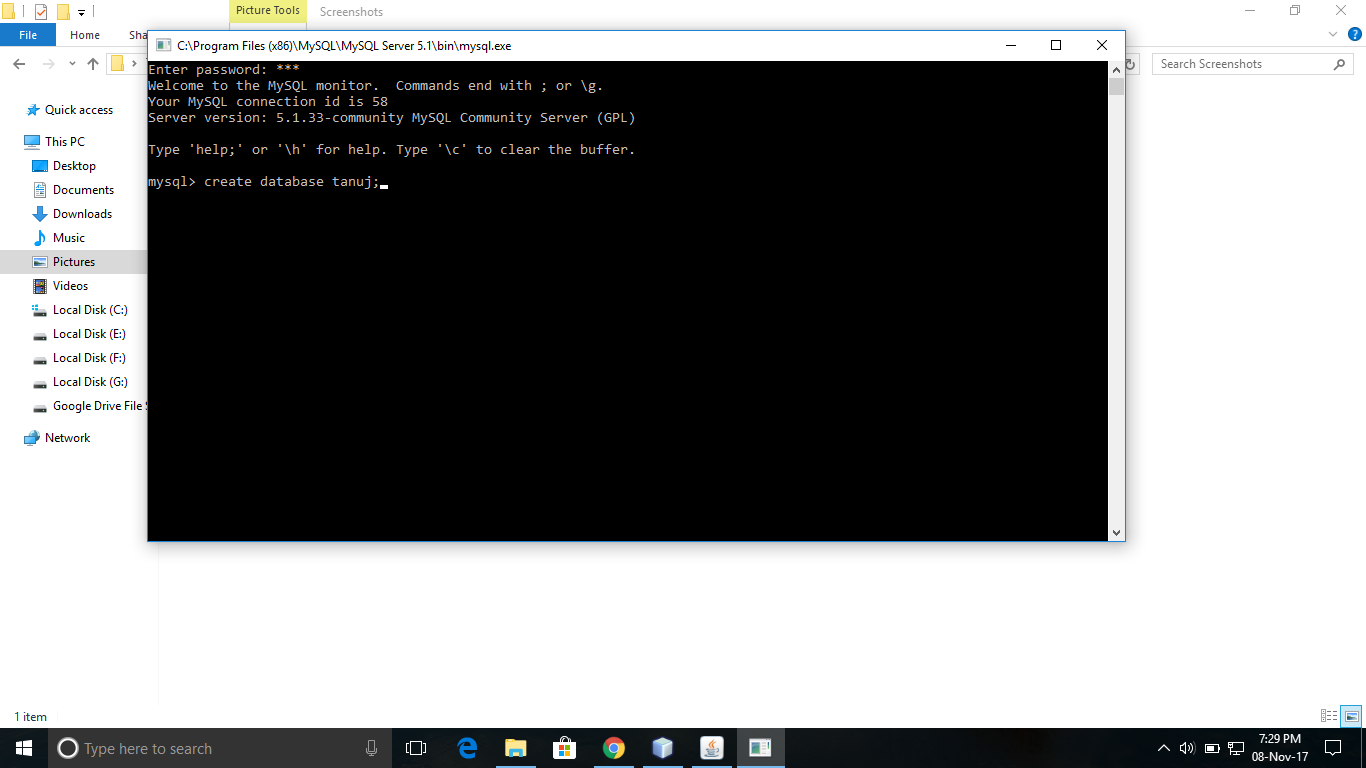 Picture Tools
Screenshots
File
Home
Sha
C:\Program Files (x86)\MySQL\MySQL Server 5.1\bin\mysql.exe
Search Screenshots
Enter password: ***
Welcome to the MySQL monitor.  Commands end with ; or \g.
Your MySQL connection id is 58
Server version: 5.1.33-community MySQL Community Server (GPL)
Type 'help;' or '\h' for help. Type '\c' to clear the buffer.
mysql> create database tanuj;
Quick access
This PC
Desktop
Documents
Downloads
Music
Pictures
Videos
Local Disk (C:)
Local Disk (E:)
Local Disk (F:)
Local Disk (G:)
Google Drive File S
Network
1 item
Type here to search
7:29 PM
08-Nov-17